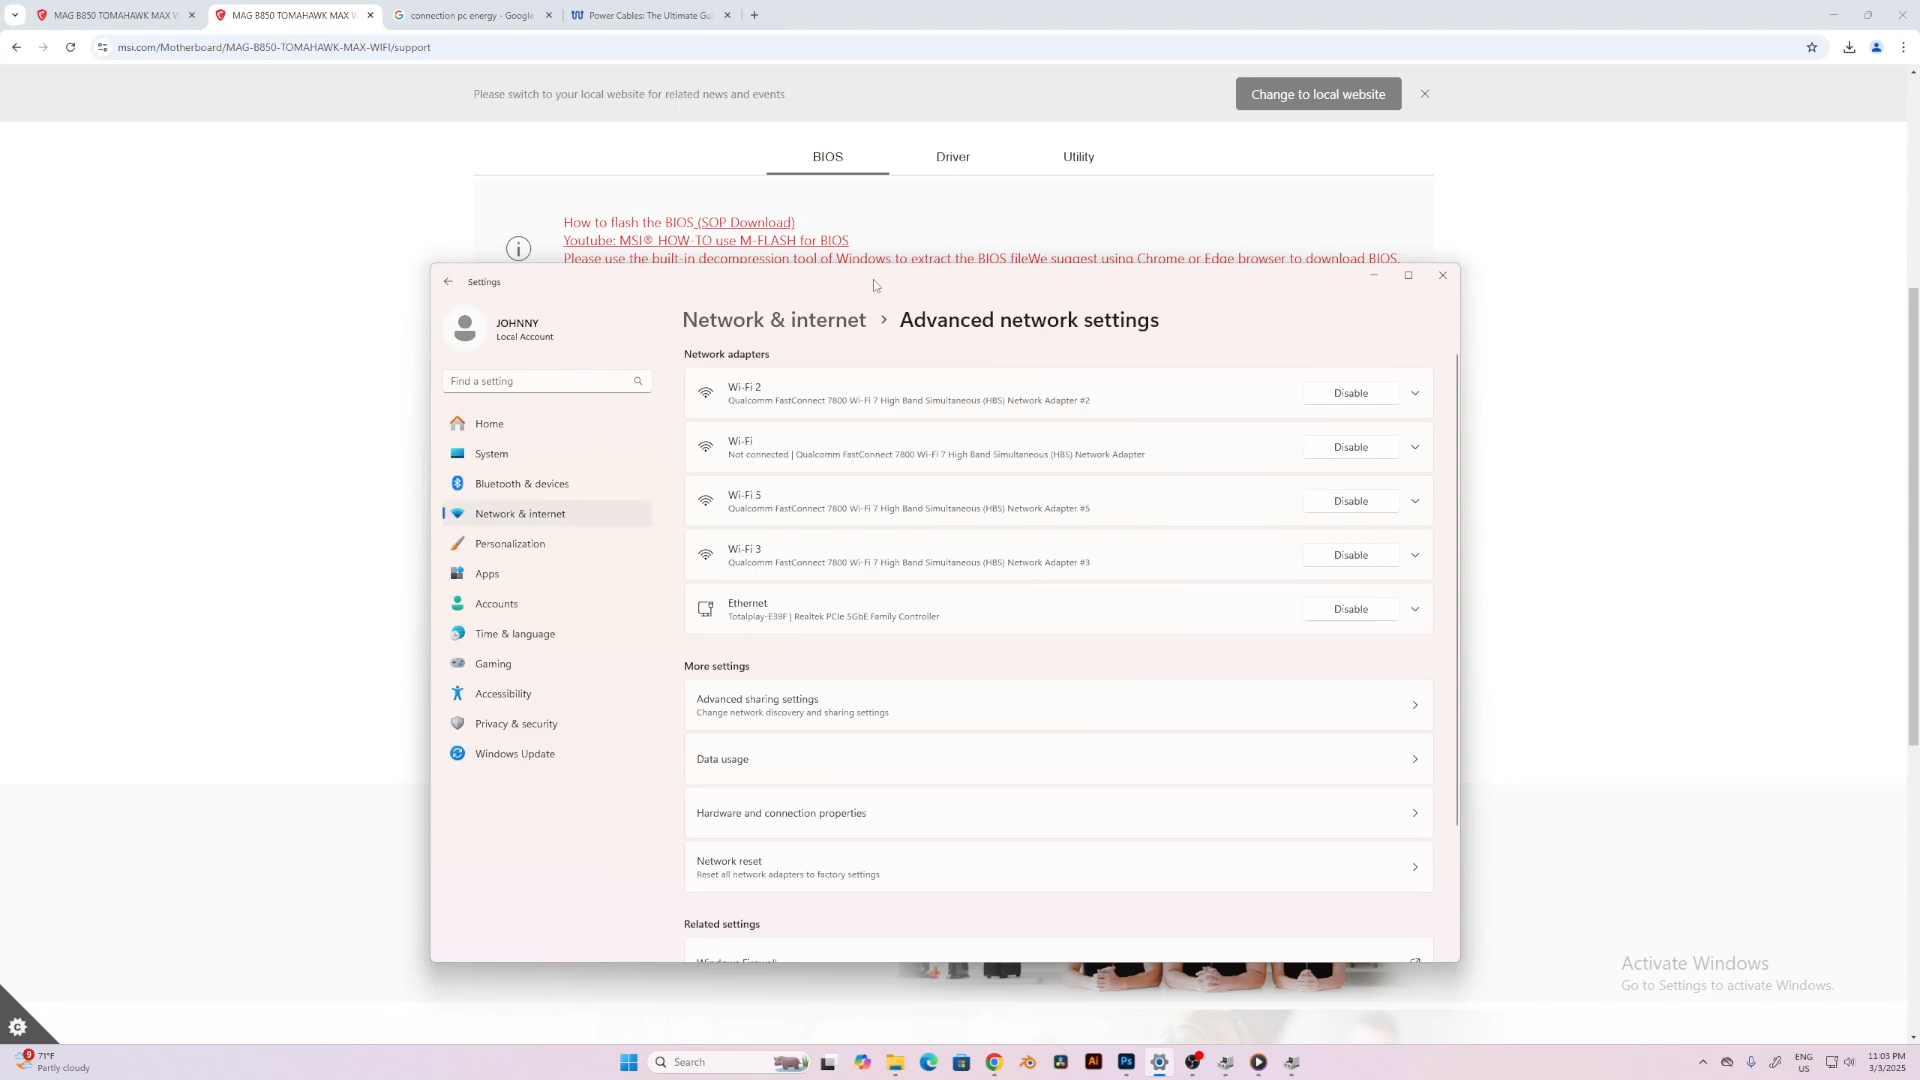 MAG B850 TOMAHAWK MAX W
MAG B850 TOMAHAWK MAX W
connection pc energy - Google
Power Cables: The Ultimate Gui
msi.com/Motherboard/MAG-B850-TOMAHAWK-MAX-WIFI/support
Please switch to your local website for related news and events
Change to local website
BIOS
Driver
Utility
How to flash the BIOS (SOP Download)
Youtube: MSI® HOW-TO use M-FLASH for BIOS
Please use the built-in decompression tool of Windows to extract the BIOS fileWe suggest using Chrome or Edge browser to download BIOS.
Settings
JOHNNY
Local Account
Find a setting
Home
System
Bluetooth & devices
Network & internet
Personalization
Apps
Accounts
Time & language
Gaming
Accessibility
Privacy & security
Windows Update
Network & internet > Advanced network settings
Network adapters
Wi-Fi 2
Qualcomm FastConnect 7800 Wi-Fi 7 High Band Simultaneous (HBS) Network Adapter #2
Disable
Wi-Fi
Not connected | Qualcomm FastConnect 7800 Wi-Fi 7 High Band Simultaneous (HBS) Network Adapter
Disable
Wi-Fi 5
Qualcomm FastConnect 7800 Wi-Fi 7 High Band Simultaneous (HBS) Network Adapter #5
Disable
Wi-Fi 3
Qualcomm FastConnect 7800 Wi-Fi 7 High Band Simultaneous (HBS) Network Adapter #3
Disable
Ethernet
Totalplay-E39F | Realtek PCIe 5GbE Family Controller
Disable
More settings
Advanced sharing settings
Change network discovery and sharing settings
Data usage
Hardware and connection properties
Network reset
Reset all network adapters to factory settings
Related settings
Windows Firewall
Activate Windows
Go to Settings to activate Windows.
9
71°F
Partly cloudy
Search
Ai
Ps
ENG
US
11:03 PM
3/3/2025